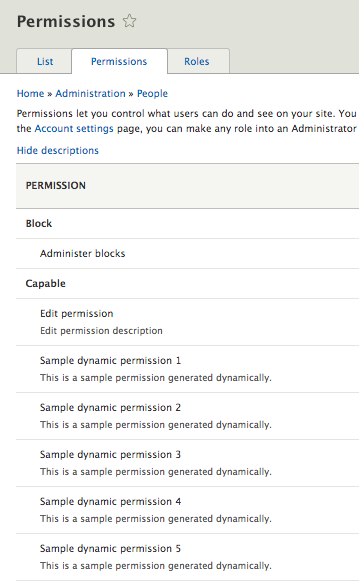 Permissions
List Permissions Roles
Home » Administration » People
Permissions let you control what users can do and see on your site. You
the Account settings page, you can make any role into an Administrator
Hide descriptions
PERMISSION
Block
Administer blocks
Capable
Edit permission
Edit permission description
Sample dynamic permission 1
This is a sample permission generated dynamically.
Sample dynamic permission 2
This is a sample permission generated dynamically.
Sample dynamic permission 3
This is a sample permission generated dynamically.
Sample dynamic permission 4
This is a sample permission generated dynamically.
Sample dynamic permission 5
This is a sample permission generated dynamically.